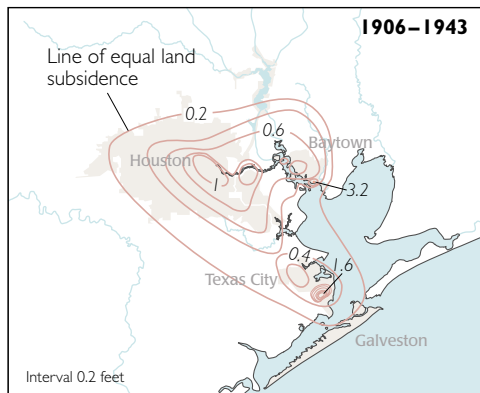 1906–1943
Line of equal land
subsidence
0.2
0.6
Baytown
Houston
1
3.2
0.4
1.6
Texas City
Galveston
Interval 0.2 feet